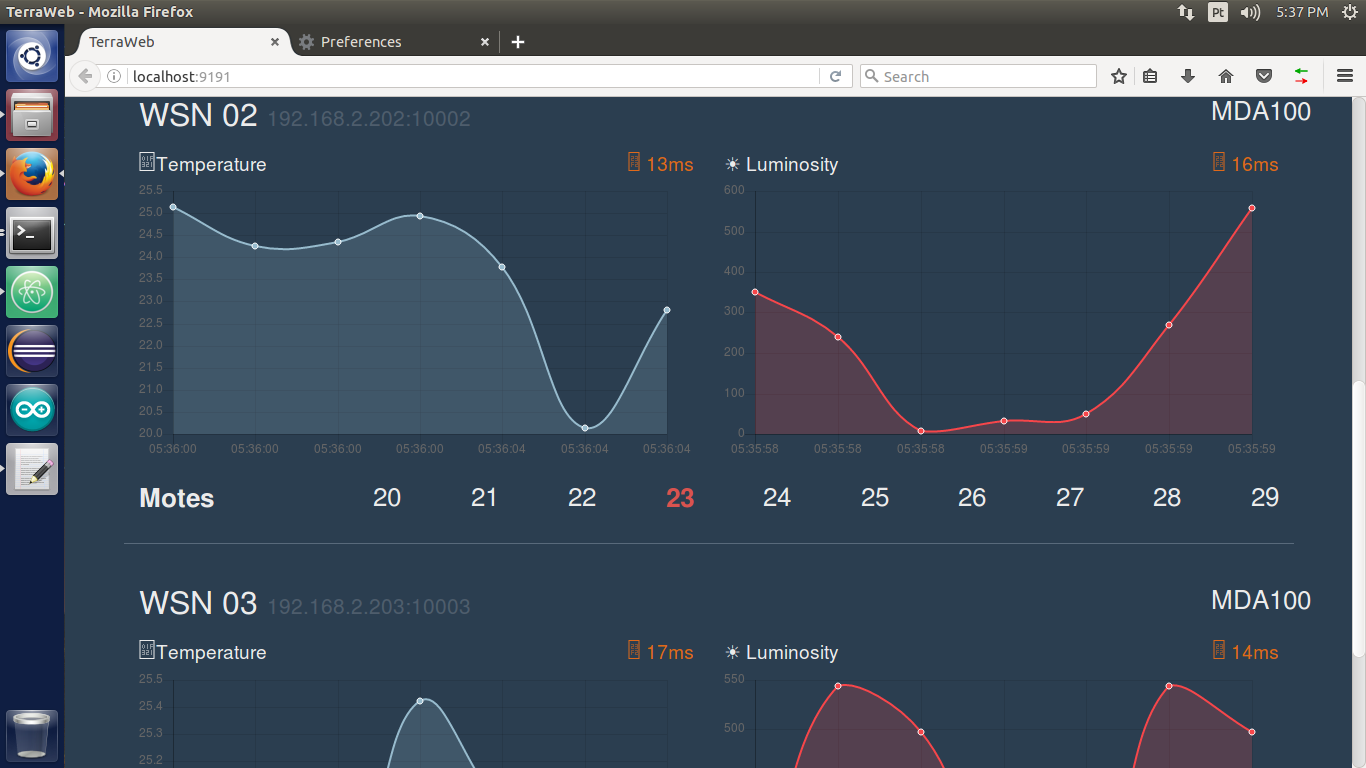 TerraWeb - Mozilla Firefox Pt 5:37 PM
TerraWeb Preferences
localhost:9191 Search
WSN 02 192.168.2.202:10002 MDA100
Temperature 13ms ☀ Luminosity 16ms
25.5 600
25.0
24.5 500
24.0 400
23.5
23.0 300
22.5
22.0 200
21.5
21.0 100
20.5
20.0 0
05:36:00 05:36:00 05:36:00 05:36:00 05:36:04 05:36:04 05:36:04 05:35:58 05:35:58 05:35:58 05:35:59 05:35:59 05:35:59 05:35:59
Motes 20 21 22 23 24 25 26 27 28 29
WSN 03 192.168.2.203:10003 MDA100
Temperature 17ms ☀ Luminosity 14ms
25.5 550
25.4
25.3 500
25.2